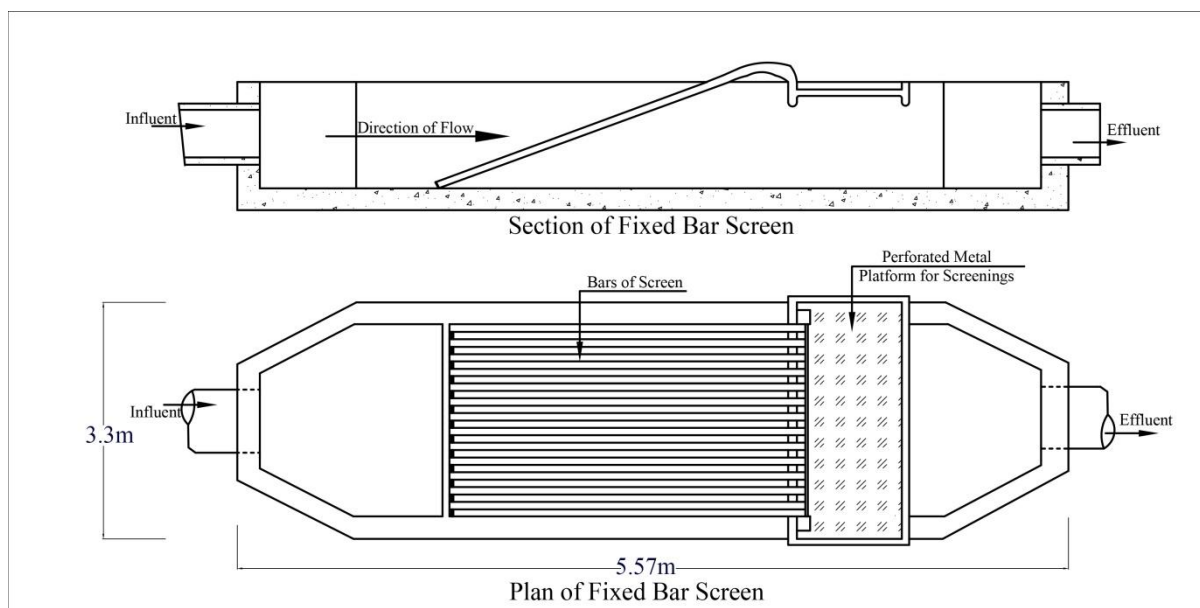 Influent
Direction of Flow
Effluent
Section of Fixed Bar Screen
Perforated Metal
Platform for Screenings
Bars of Screen
Influent
Effluent
3.3m
5.57m
Plan of Fixed Bar Screen